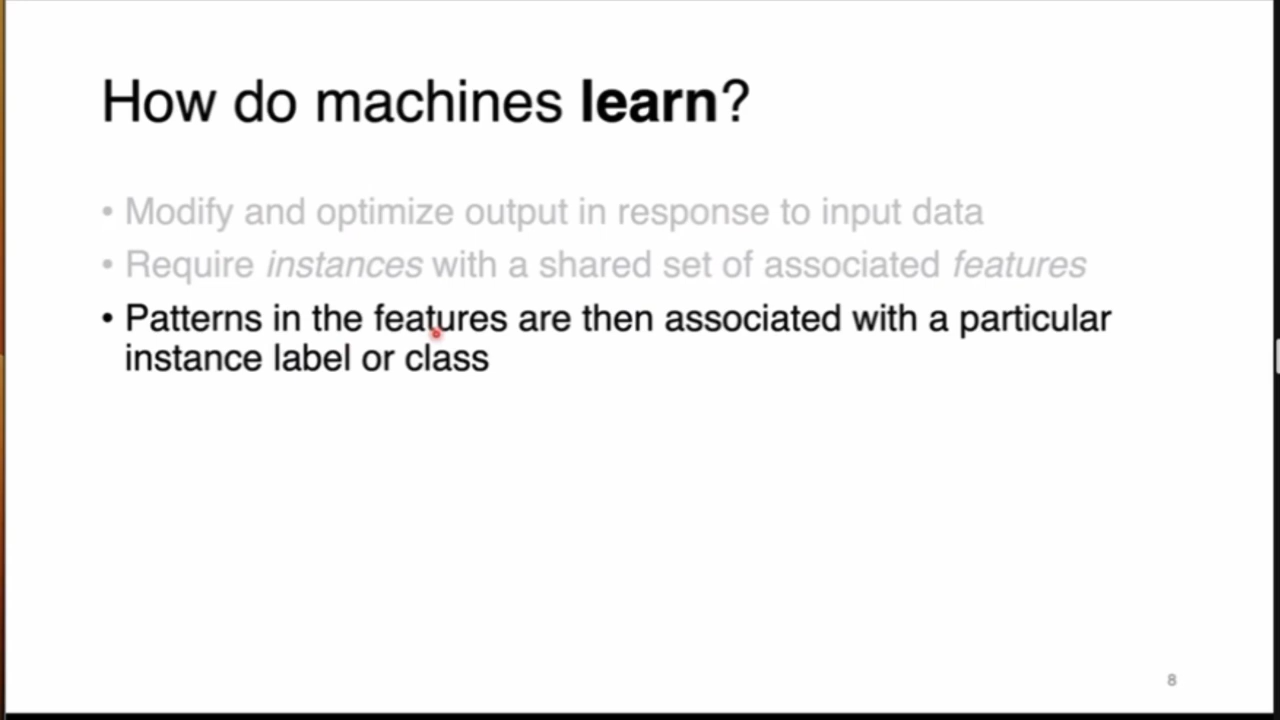 How do machines learn?
• Modify and optimize output in response to input data
• Require instances with a shared set of associated features
• Patterns in the features are then associated with a particular
instance label or class
8